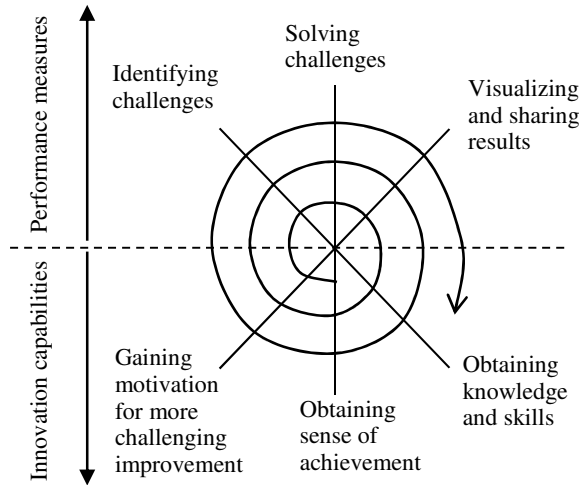 Performance measures
Innovation capabilities
Solving
challenges
Identifying
challenges
Visualizing
and sharing
results
Gaining
motivation
for more
challenging
improvement
Obtaining
sense of
achievement
Obtaining
knowledge
and skills